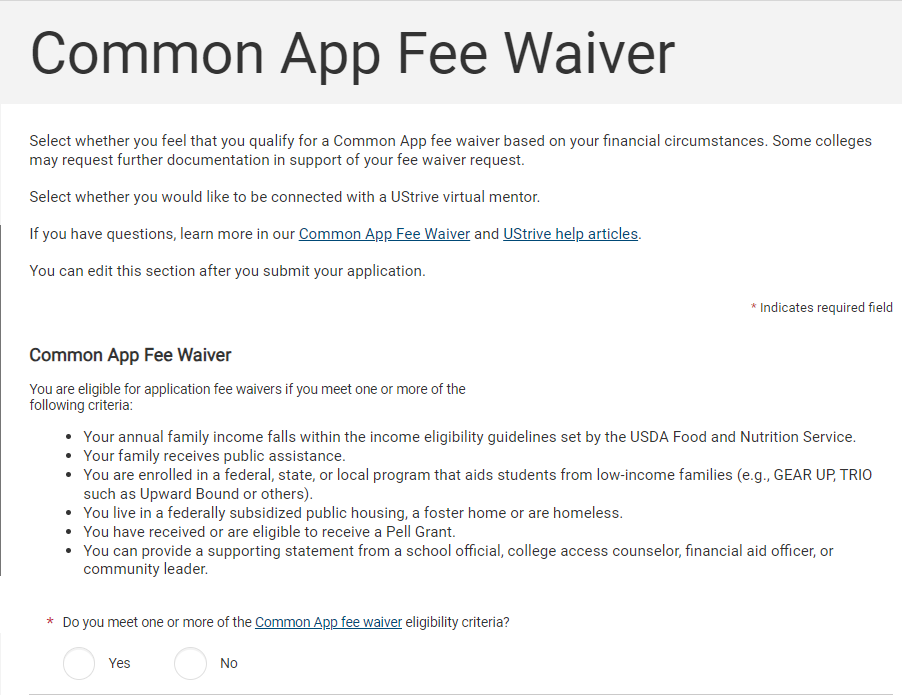 Common App Fee Waiver
Select whether you feel that you qualify for a Common App fee waiver based on your financial circumstances. Some colleges
may request further documentation in support of your fee waiver request.
Select whether you would like to be connected with a UStrive virtual mentor.
If you have questions, learn more in our Common App Fee Waiver and UStrive help articles.
You can edit this section after you submit your application.
* Indicates required field
Common App Fee Waiver
You are eligible for application fee waivers if you meet one or more of the
following criteria:
• Your annual family income falls within the income eligibility guidelines set by the USDA Food and Nutrition Service.
• Your family receives public assistance.
• You are enrolled in a federal, state, or local program that aids students from low-income families (e.g., GEAR UP, TRIO
such as Upward Bound or others).
• You live in a federally subsidized public housing, a foster home or are homeless.
• You have received or are eligible to receive a Pell Grant.
• You can provide a supporting statement from a school official, college access counselor, financial aid officer, or
community leader.
* Do you meet one or more of the Common App fee waiver eligibility criteria?
Yes No